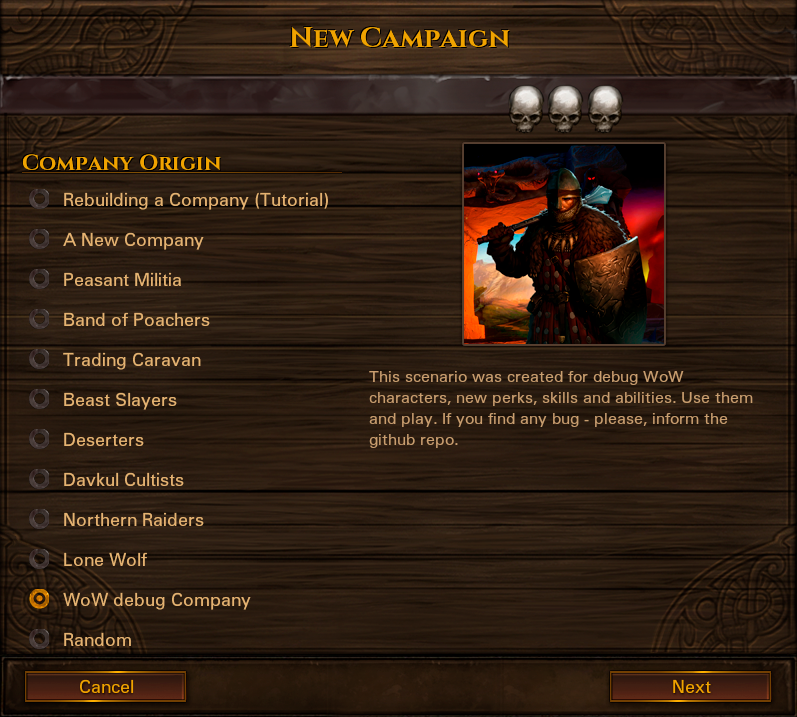 New Campaign
Company Origin
Rebuilding a Company (Tutorial)
A New Company
Peasant Militia
Band of Poachers
Trading Caravan
Beast Slayers
Deserters
Davkul Cultists
Northern Raiders
Lone Wolf
WoW debug Company
Random
This scenario was created for debug WoW
characters, new perks, skills and abilities. Use them
and play. If you find any bug - please, inform the
github repo.
Cancel
Next